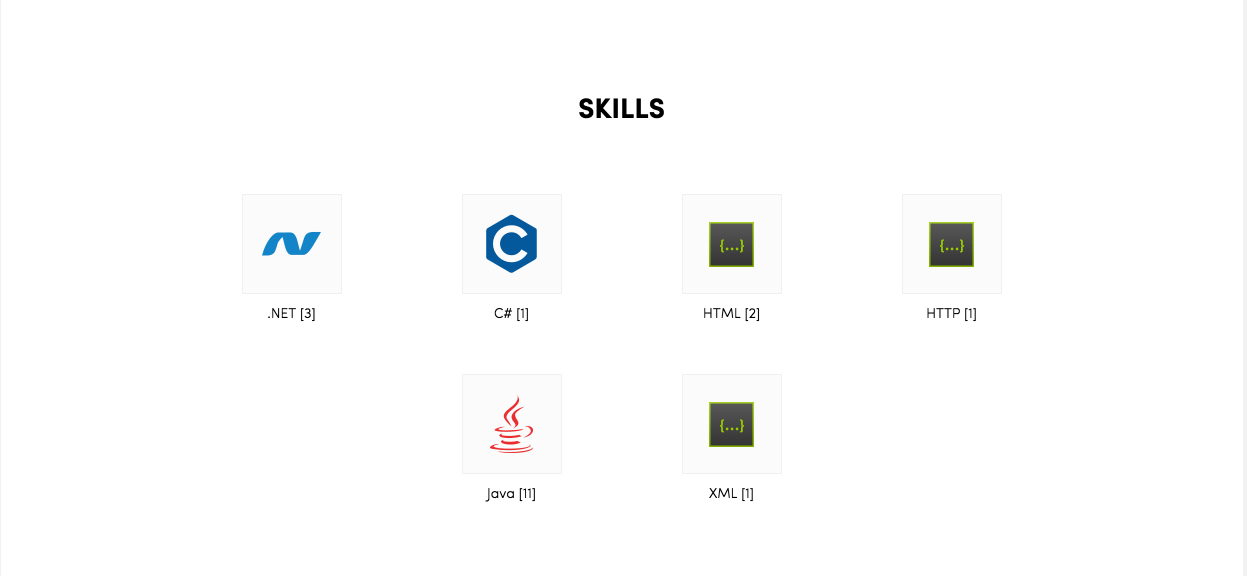 SKILLS
.NET [3]
C# [1]
HTML [2]
HTTP [1]
Java [11]
XML [1]